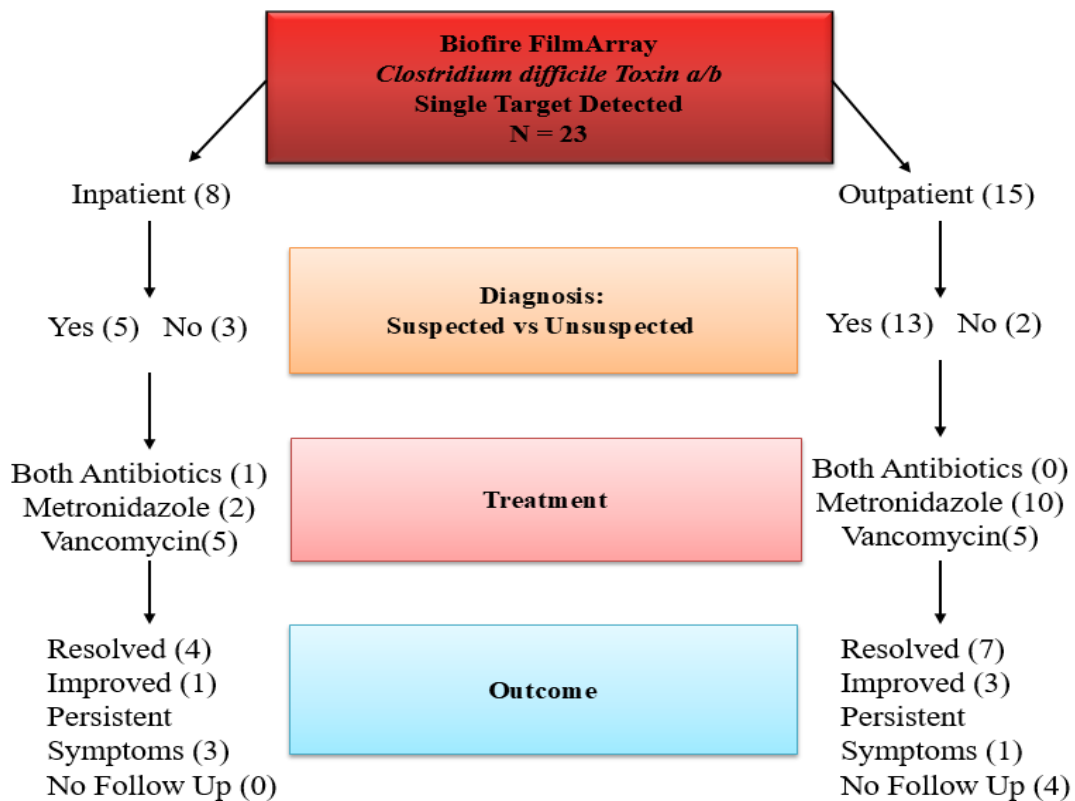 Biofire FilmArray
Clostridium difficile Toxin a/b
Single Target Detected
N = 23
Inpatient (8)
Outpatient (15)
Diagnosis:
Suspected vs Unsuspected
Yes (5) No (3)
Yes (13) No (2)
Both Antibiotics (1)
Metronidazole (2)
Vancomycin(5)
Treatment
Both Antibiotics (0)
Metronidazole (10)
Vancomycin(5)
Resolved (4)
Improved (1)
Persistent
Symptoms (3)
No Follow Up (0)
Outcome
Resolved (7)
Improved (3)
Persistent
Symptoms (1)
No Follow Up (4)